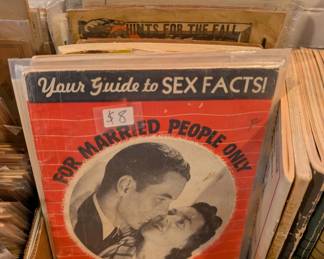 HINTS FOR THE FALL
Your Guide to SEX FACTS!
$8
FOR MARRIED PEOPLE ONLY